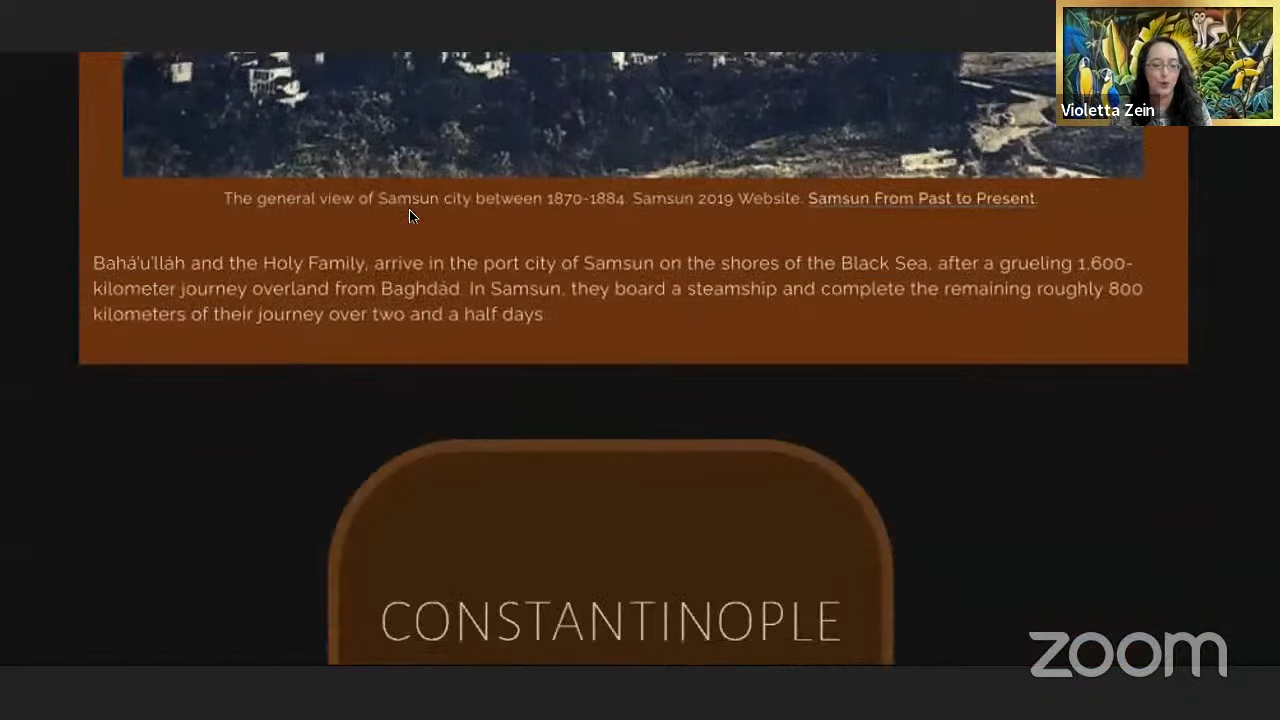 Violetta Zein
The general view of Samsun city between 1870-1884. Samsun 2019 Website. Samsun From Past to Present.
Bahá'u'lláh and the Holy Family, arrive in the port city of Samsun on the shores of the Black Sea, after a grueling 1,600-
kilometer journey overland from Baghdád. In Samsun, they board a steamship and complete the remaining roughly 800
kilometers of their journey over two and a half days.
CONSTANTINOPLE
zoom